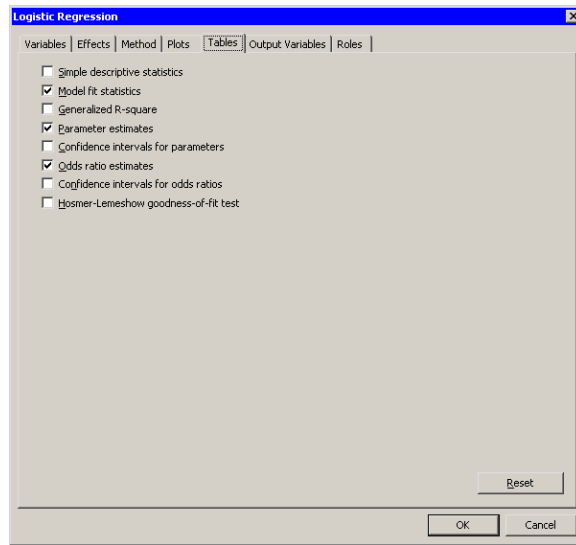 Logistic Regression
Variables Effects Method Plots Tables Output Variables Roles
Simple descriptive statistics
Model fit statistics
Generalized R-square
Parameter estimates
Confidence intervals for parameters
Odds ratio estimates
Confidence intervals for odds ratios
Hosmer-Lemeshow goodness-of-fit test
Reset
OK Cancel